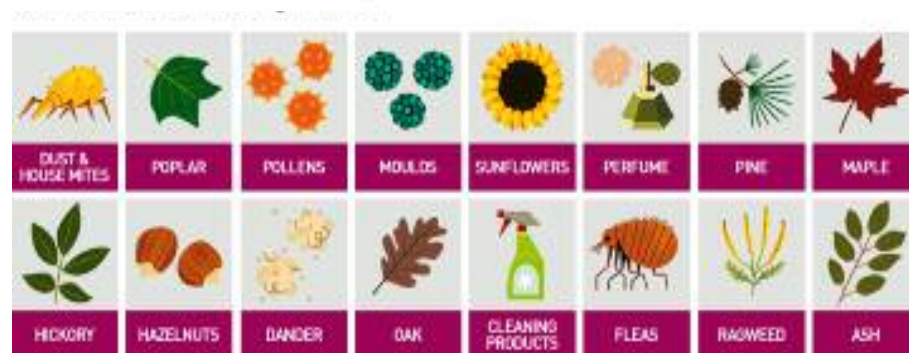 DUST &
HOUSE MITES
POPLAR
POLLENS
MOULDS
SUNFLOWERS
PERFUME
PINE
MAPLE
HICKORY
HAZELNUTS
DANDER
OAK
CLEANING
PRODUCTS
FLEAS
RAGWEED
ASH